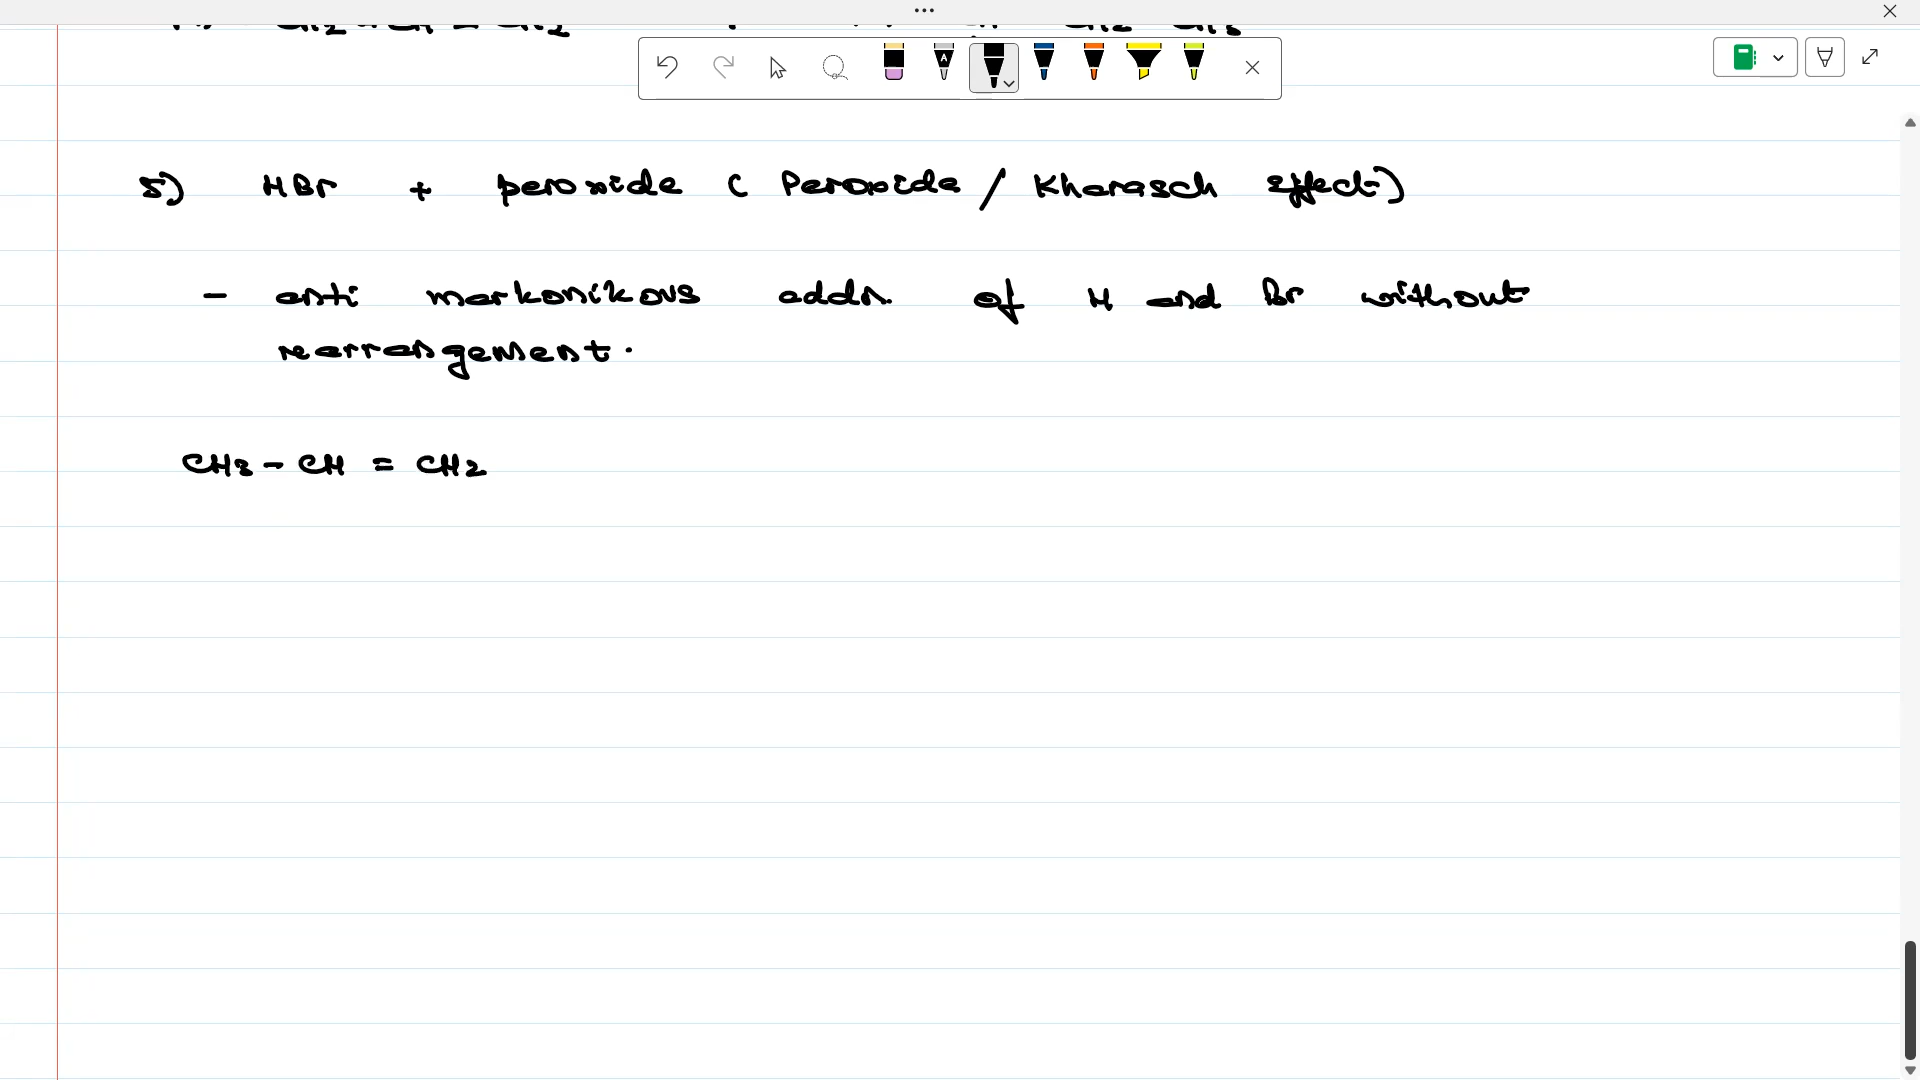 5) HBr + peroxide ( Peroxide / Kharasch Effect)
- anti markonikovs addn. of H and Br without
rearrangement.
CH3 - CH = CH2